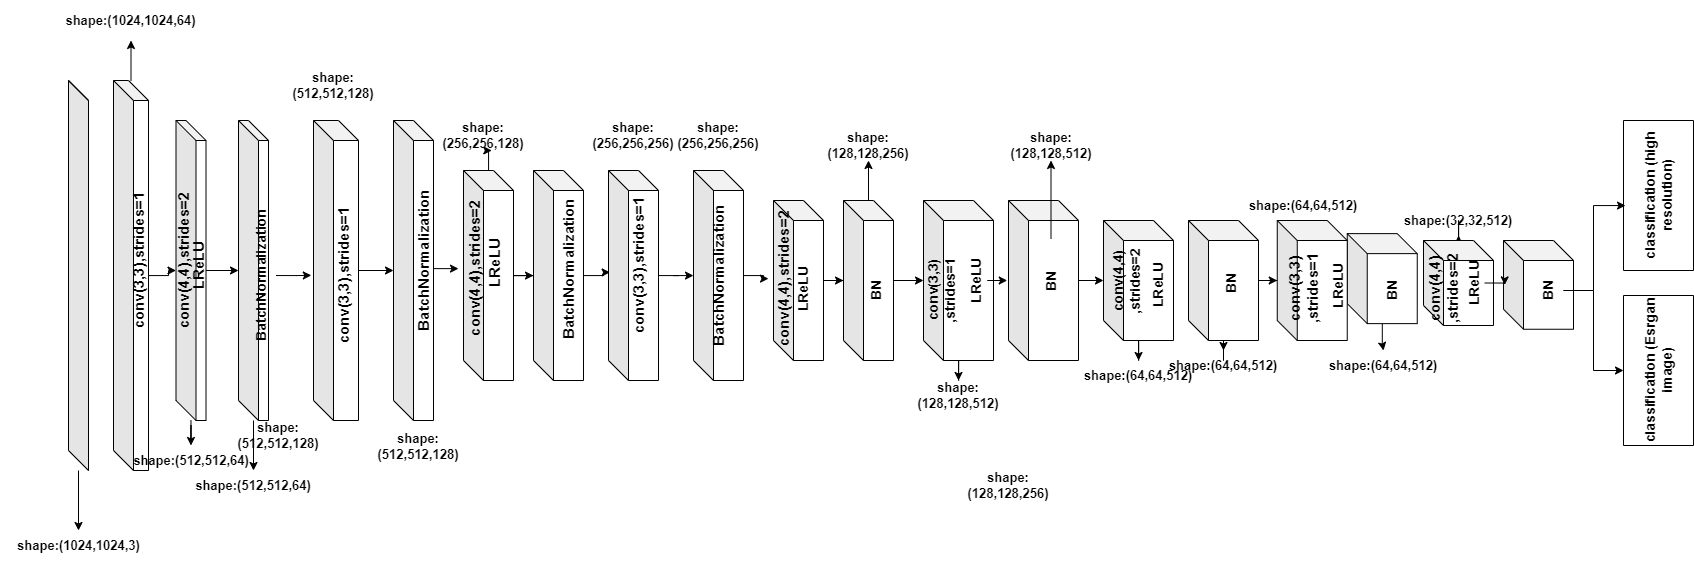 shape:(1024,1024,64)
shape:(1024,1024,3)
conv(3,3),strides=1
conv(4,4),strides=2
LReLU
shape:(512,512,64)
BatchNormalization
shape:
(512,512,128)
shape:(512,512,64)
shape:
(512,512,128)
conv(3,3),strides=1
BatchNormalization
shape:
(512,512,128)
shape:
(256,256,128)
conv(4,4),strides=2
LReLU
BatchNormalization
shape:
(256,256,256)
conv(3,3),strides=1
shape:
(256,256,256)
BatchNormalization
conv(4,4),strides=2
LReLU
shape:
(128,128,256)
BN
conv(3,3)
,strides=1
LReLU
shape:
(128,128,512)
shape:
(128,128,256)
shape:
(128,128,512)
BN
conv(4,4)
,strides=2
LReLU
shape:(64,64,512)
BN
shape:(64,64,512)
shape:(64,64,512)
conv(3,3)
,strides=1
LReLU
BN
shape:(64,64,512)
shape:(32,32,512)
conv(4,4)
,strides=2
LReLU
BN
classification (high
resolution)
classification (Esrgan
image)